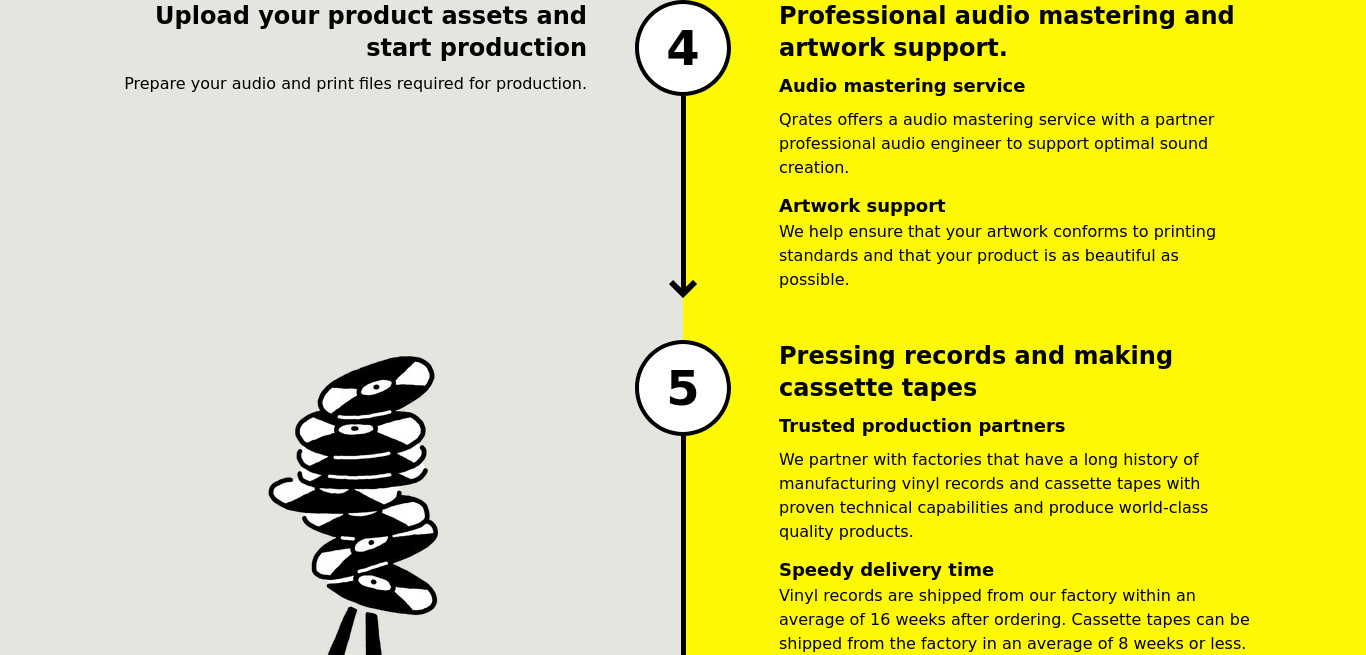 Upload your product assets and
start production
Prepare your audio and print files required for production.
4
Professional audio mastering and
artwork support.
Audio mastering service
Qrates offers a audio mastering service with a partner
professional audio engineer to support optimal sound
creation.
Artwork support
We help ensure that your artwork conforms to printing
standards and that your product is as beautiful as
possible.
5
Pressing records and making
cassette tapes
Trusted production partners
We partner with factories that have a long history of
manufacturing vinyl records and cassette tapes with
proven technical capabilities and produce world-class
quality products.
Speedy delivery time
Vinyl records are shipped from our factory within an
average of 16 weeks after ordering. Cassette tapes can be
shipped from the factory in an average of 8 weeks or less.